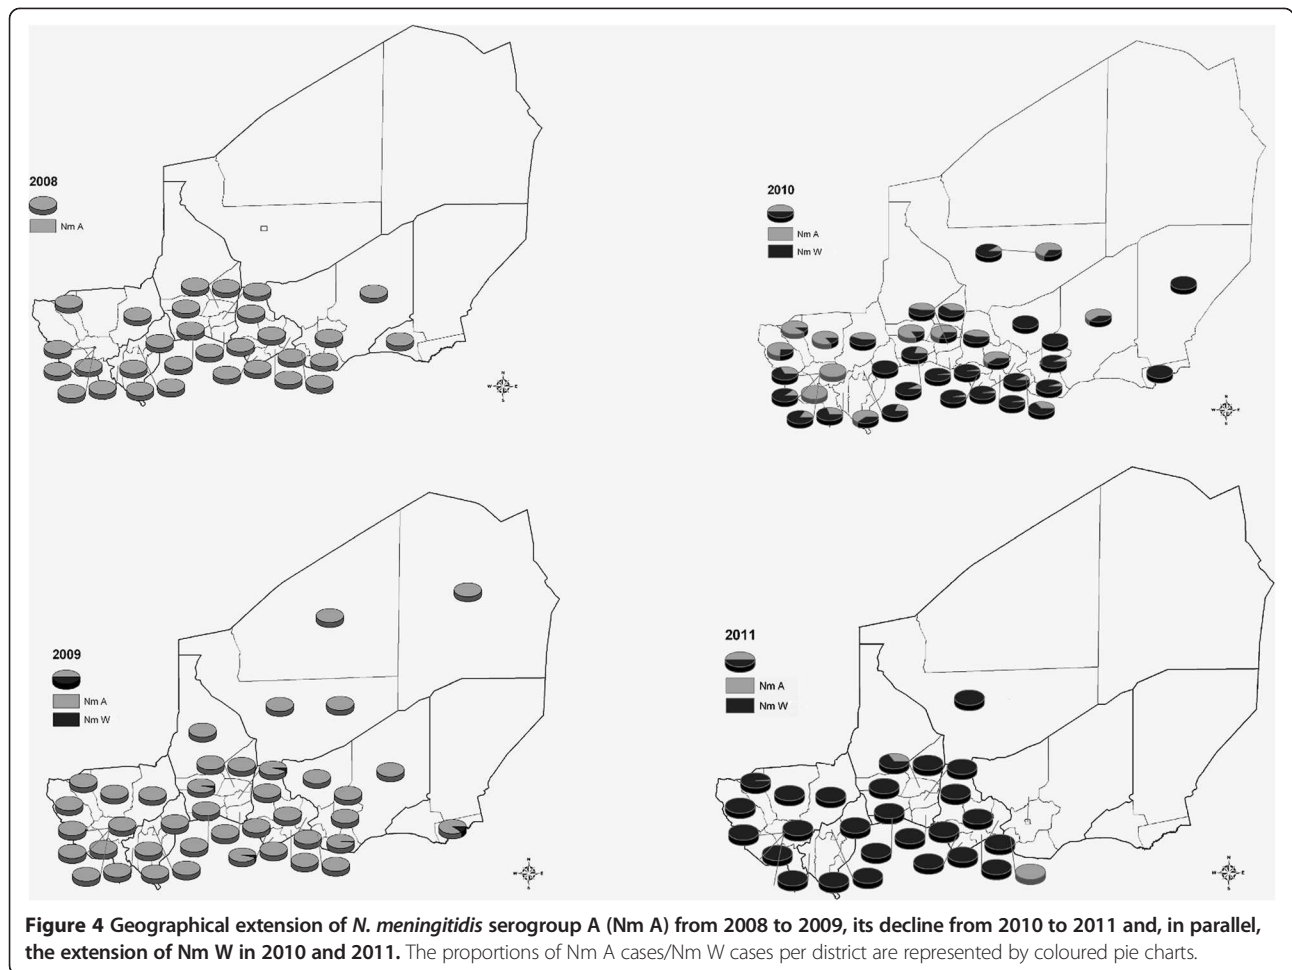 2008
Nm A
N
W E
S
2010
Nm A
Nm W
N
W E
S
2009
Nm A
Nm W
N
W E
S
2011
Nm A
Nm W
N
W E
S
Figure 4 Geographical extension of N. meningitidis serogroup A (Nm A) from 2008 to 2009, its decline from 2010 to 2011 and, in parallel,
the extension of Nm W in 2010 and 2011. The proportions of Nm A cases/Nm W cases per district are represented by coloured pie charts.